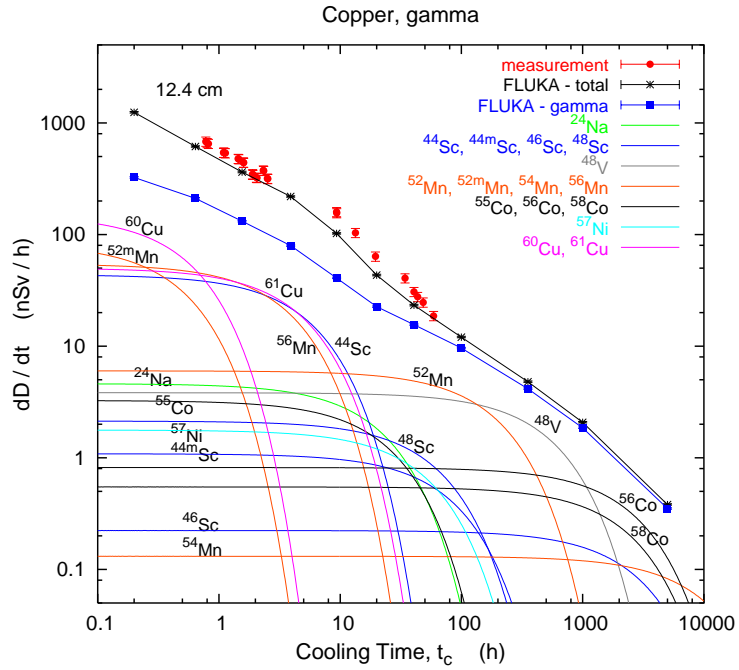 Copper, gamma
12.4 cm
measurement
FLUKA - total
FLUKA - gamma
²⁴Na
⁴⁴Sc, ⁴⁴ᵐSc, ⁴⁶Sc, ⁴⁸Sc
⁴⁸V
⁵²Mn, ⁵²ᵐMn, ⁵⁴Mn, ⁵⁶Mn
⁵⁵Co, ⁵⁶Co, ⁵⁸Co
⁵⁷Ni
⁶⁰Cu, ⁶¹Cu
1000
100
10
1
0.1
dD / dt (nSv / h)
⁶⁰Cu
⁵²ᵐMn
⁶¹Cu
⁵⁶Mn
⁴⁴Sc
²⁴Na
⁵²Mn
⁵⁵Co
⁴⁸V
⁵⁷Ni
⁴⁸Sc
⁴⁴ᵐSc
⁵⁶Co
⁴⁶Sc
⁵⁸Co
⁵⁴Mn
0.1 1 10 100 1000 10000
Cooling Time, t_c (h)